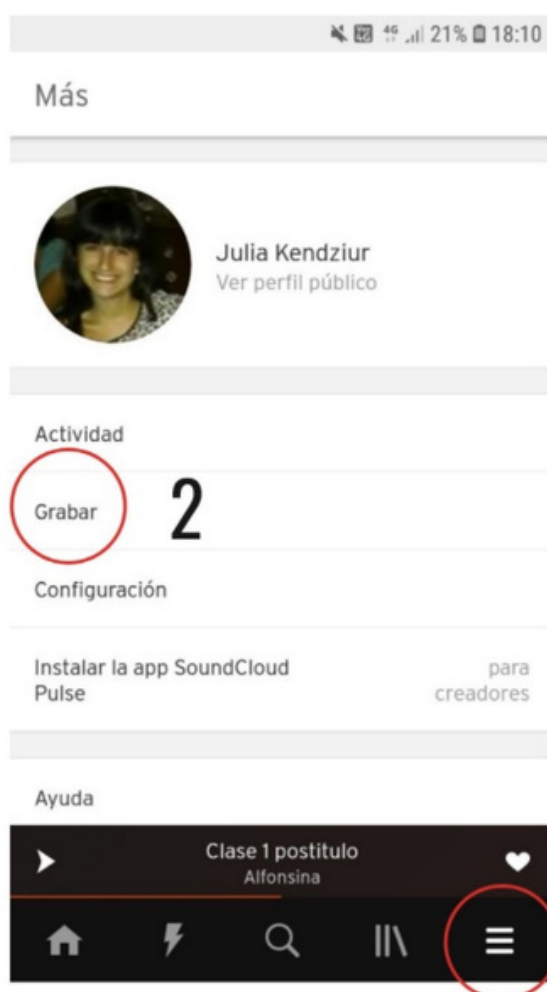 4G 21% 18:10
Más
Julia Kendziur
Ver perfil público
Actividad
Grabar
2
Configuración
Instalar la app SoundCloud
Pulse
para
creadores
Ayuda
Clase 1 postitulo
Alfonsina